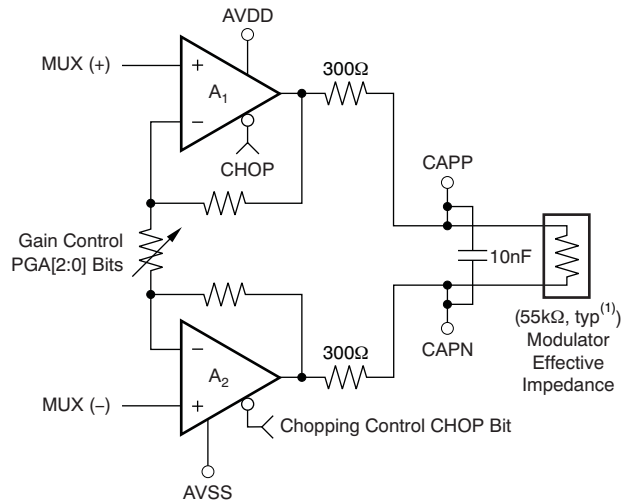 AVDD
MUX (+)
+
A1
−
300Ω
CHOP
CAPP
Gain Control
PGA[2:0] Bits
10nF
(55kΩ, typ(1))
Modulator
Effective
Impedance
−
A2
+
300Ω
CAPN
MUX (−)
Chopping Control CHOP Bit
AVSS